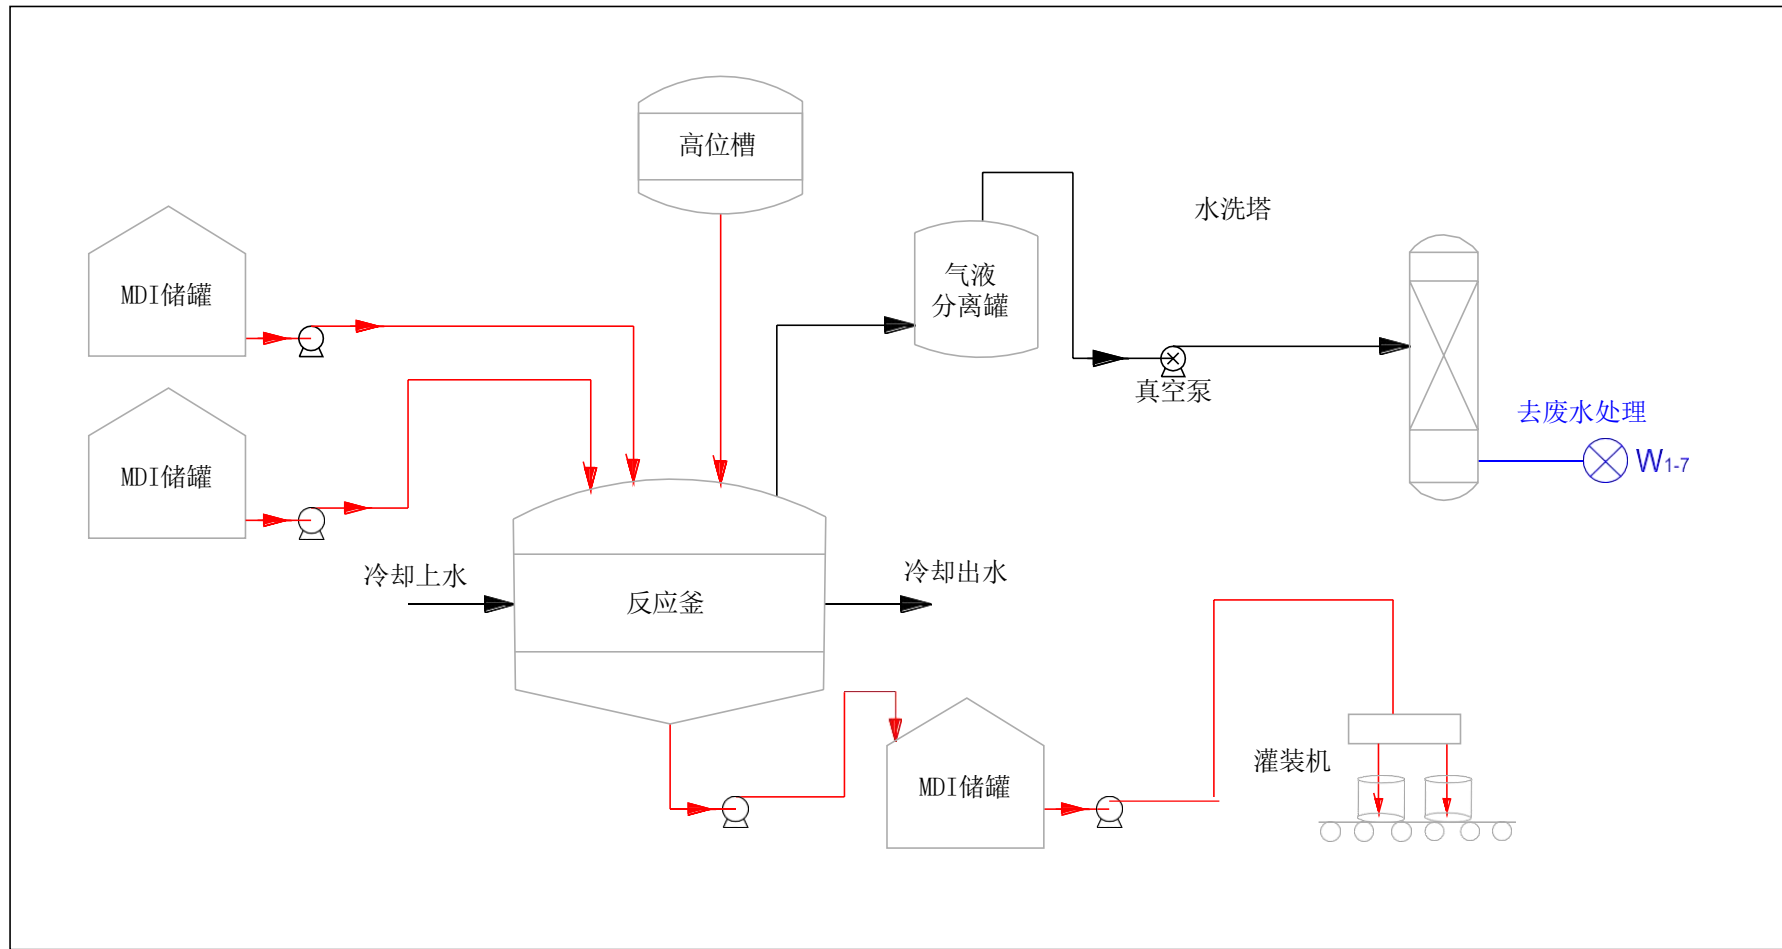 高位槽
水洗塔
MDI储罐
气液
分离罐
真空泵
去废水处理
W1-7
MDI储罐
冷却上水
反应釜
冷却出水
MDI储罐
灌装机